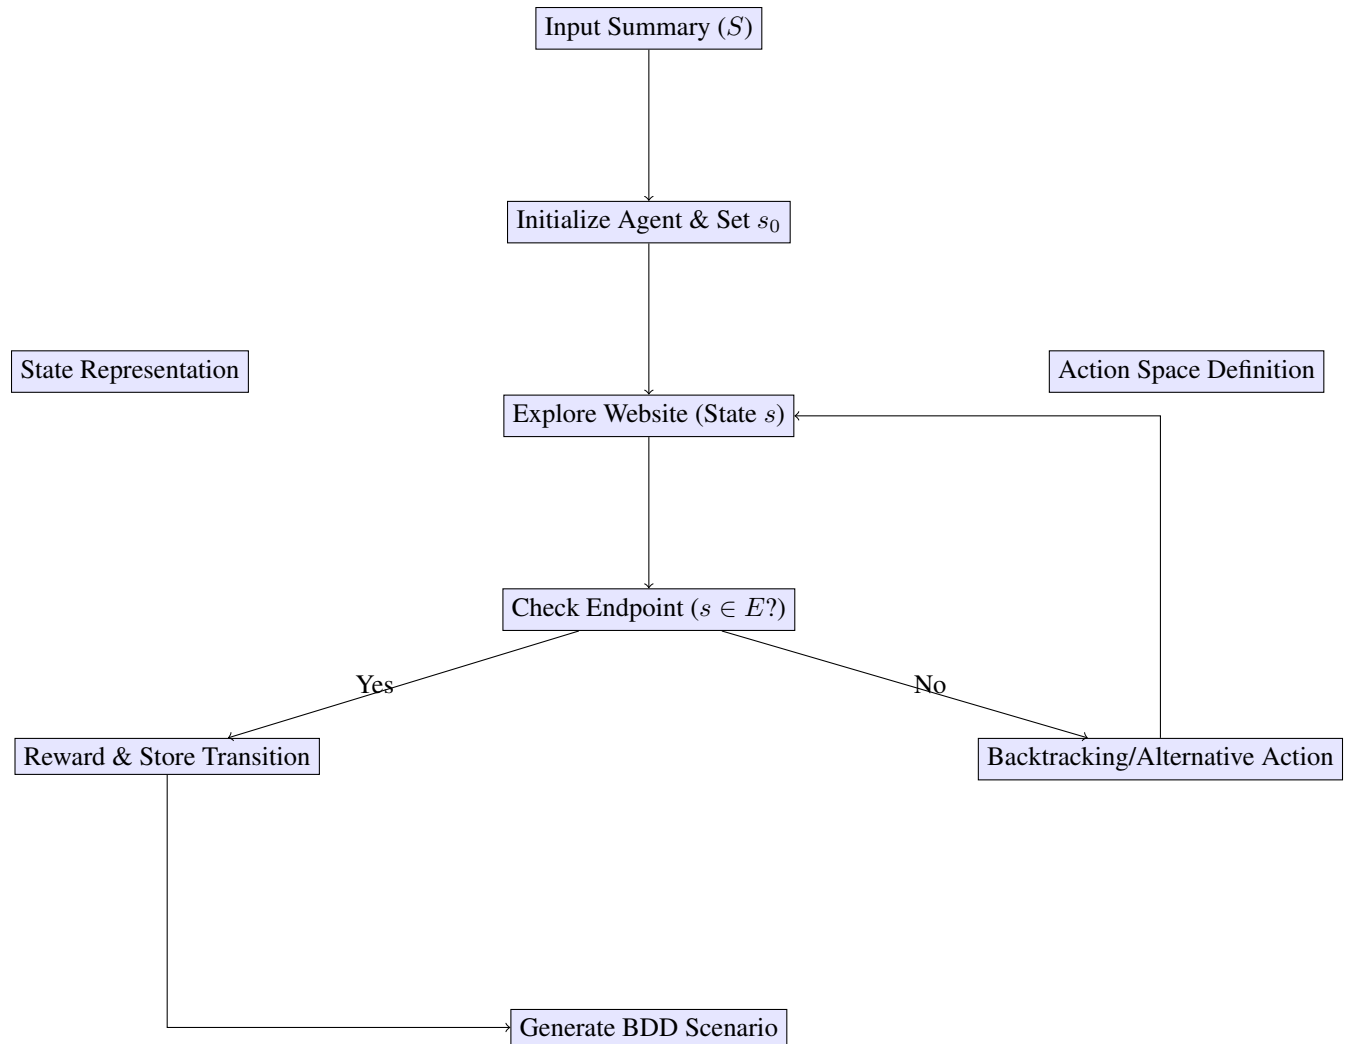 Input Summary (S)
Initialize Agent & Set s₀
State Representation
Action Space Definition
Explore Website (State s)
Check Endpoint (s ∈ E?)
Yes
No
Reward & Store Transition
Backtracking/Alternative Action
Generate BDD Scenario